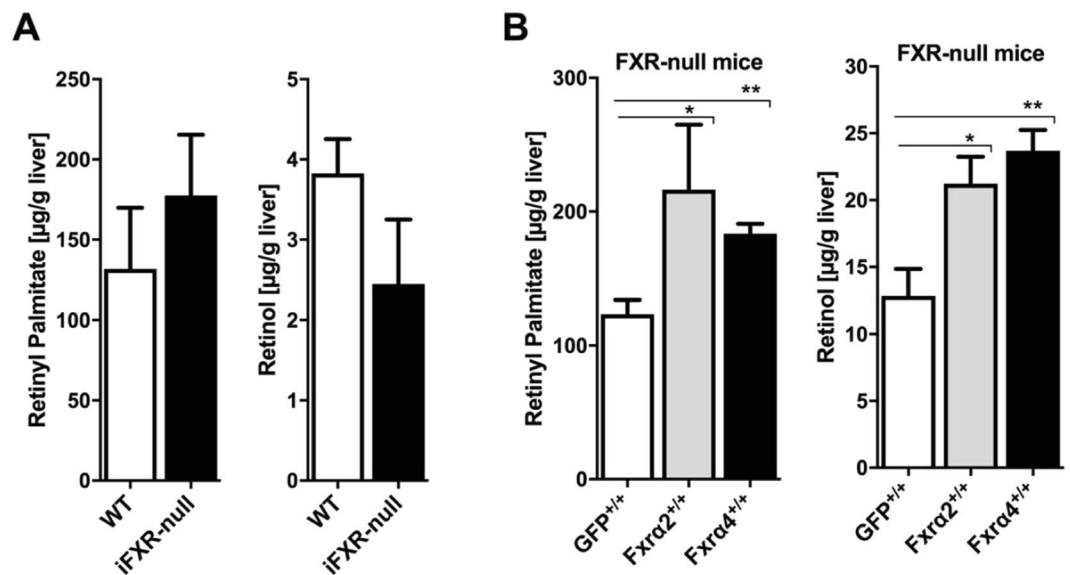 A
Retinyl Palmitate [µg/g liver]
250
200
150
100
50
0
WT
iFXR-null
Retinol [µg/g liver]
5
4
3
2
1
0
WT
iFXR-null
B
FXR-null mice
Retinyl Palmitate [µg/g liver]
300
200
100
0
**
*
GFP+/+
Fxrα2+/+
Fxrα4+/+
FXR-null mice
Retinol [µg/g liver]
30
25
20
15
10
5
0
**
*
GFP+/+
Fxrα2+/+
Fxrα4+/+